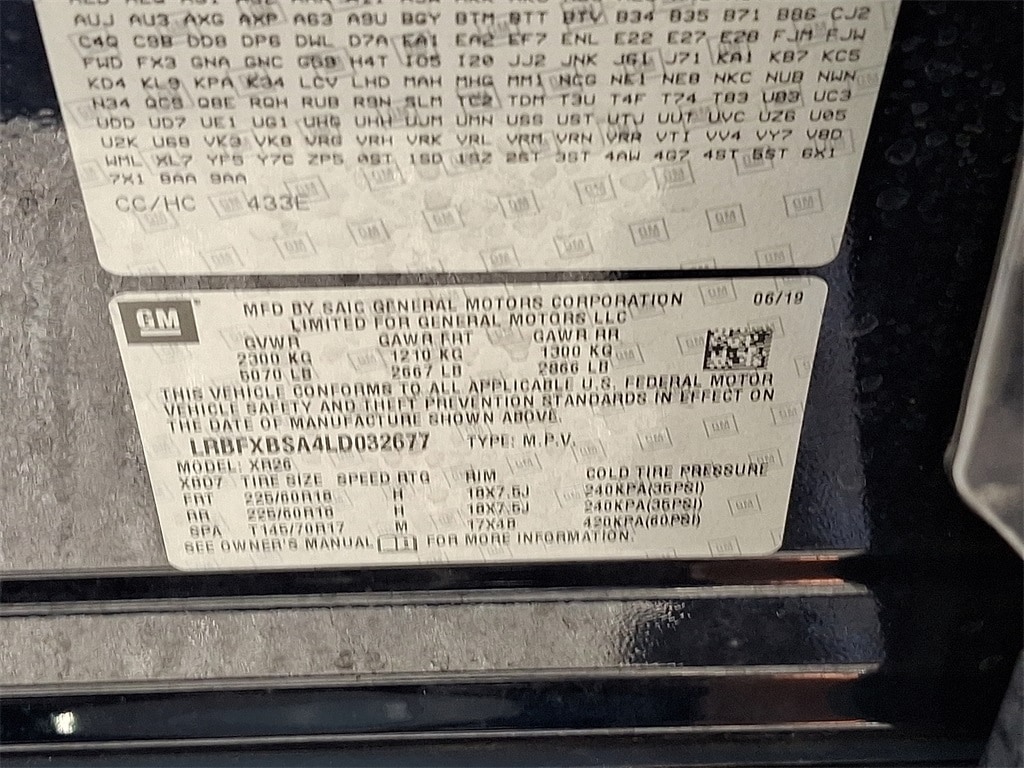 AUJ AU3 AXG AXP A63 A9U BGY BTM BTT BTV B34 B35 B71 B86 CJ2
C4Q C9B DD8 DP6 DWL D7A EA1 EA2 EF7 ENL E22 E27 E28 FJM FJW
FWD FX3 GNA GNC G59 H4T IO5 I20 JJ2 JNK JG1 J71 KA1 KB7 KC5
KD4 KL9 KPA K34 LCV LHD MAH MHG MM1 NCG NE1 NE8 NKC NUB NWN
N34 QC9 Q8E RQH RUB R9N SLM TC2 TDM T3U T4F T74 T83 U83 UC3
UDD UD7 UE1 UG1 UHG UHH UJM UMN USS UST UTU UUT UVC UZ6 U05
U2K U69 VK3 VK8 VRG VRH VRK VRL VRM VRN VRR VTI VV4 VY7 V8D
WML XL7 YF5 Y7C ZP5 0ST 1SD 1SZ 2ST 3ST 4AW 4G7 4ST 5ST 6X1
7X1 8AA 9AA
CC/HC 433E
GM
MFD BY SAIC GENERAL MOTORS CORPORATION 06/19
LIMITED FOR GENERAL MOTORS LLC
GVWR GAWR FRT GAWR RR
2300 KG 1210 KG 1300 KG
5070 LB 2667 LB 2866 LB
THIS VEHICLE CONFORMS TO ALL APPLICABLE U.S. FEDERAL MOTOR
VEHICLE SAFETY AND THEFT PREVENTION STANDARDS IN EFFECT ON
THE DATE OF MANUFACTURE SHOWN ABOVE.
LRBFXBSA4LD032677 TYPE: M.P.V.
MODEL: XR26
X8D7 TIRE SIZE SPEED RTG RIM COLD TIRE PRESSURE
FRT 225/60R18 H 18X7.5J 240KPA(35PSI)
RR 225/60R18 H 18X7.5J 240KPA(35PSI)
SPA T145/70R17 M 17X4B 420KPA(60PSI)
SEE OWNER'S MANUAL FOR MORE INFORMATION.